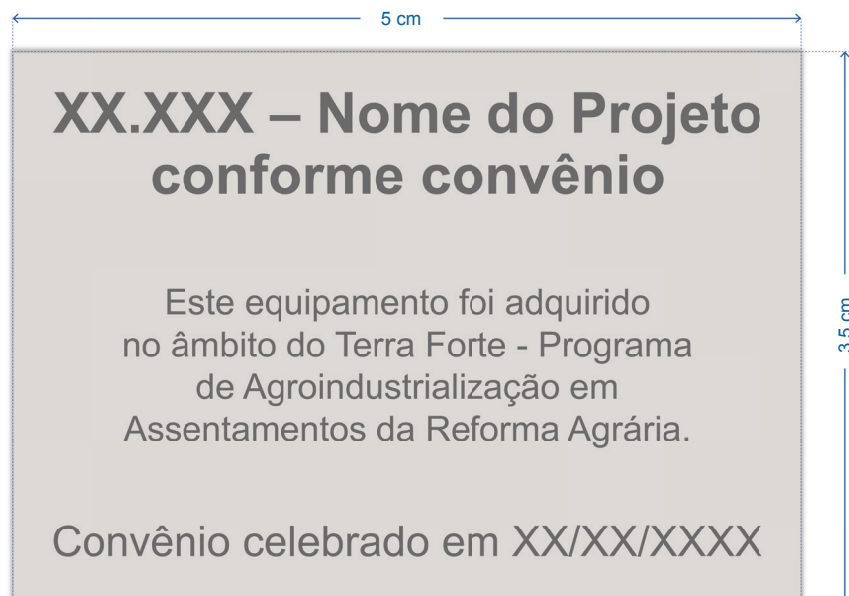 5 cm
XX.XXX – Nome do Projeto
conforme convênio
Este equipamento foi adquirido
no âmbito do Terra Forte - Programa
de Agroindustrialização em
Assentamentos da Reforma Agrária.
3,5 cm
Convênio celebrado em XX/XX/XXXX